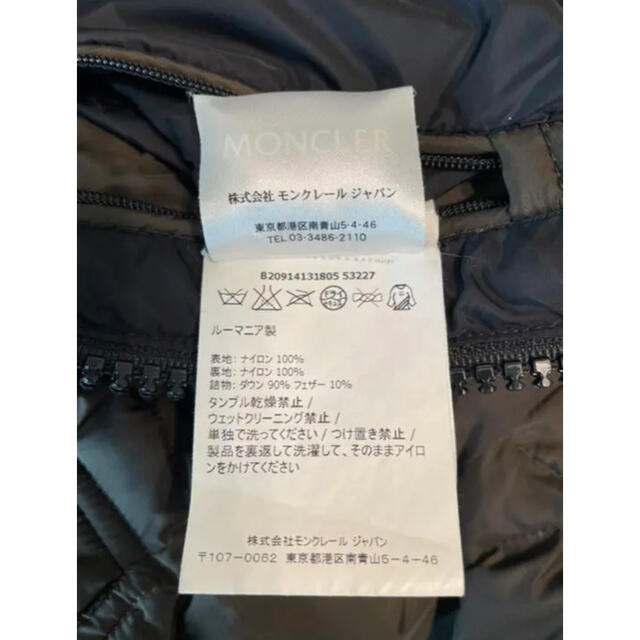 MONCLER
株式会社 モンクレール ジャパン
東京都港区南青山5-4-46
TEL.03-3486-2110
B20914131805 53227
ドライ
ルーマニア製
表地: ナイロン 100%
裏地: ナイロン 100%
詰物: ダウン 90% フェザー 10%
タンブル乾燥禁止 /
ウェットクリーニング禁止 /
単独で洗ってください / つけ置き禁止 /
製品を裏返して洗濯して、そのままアイロ
ンをかけてください
株式会社モンクレール ジャパン
〒107-0062 東京都港区南青山5-4-46